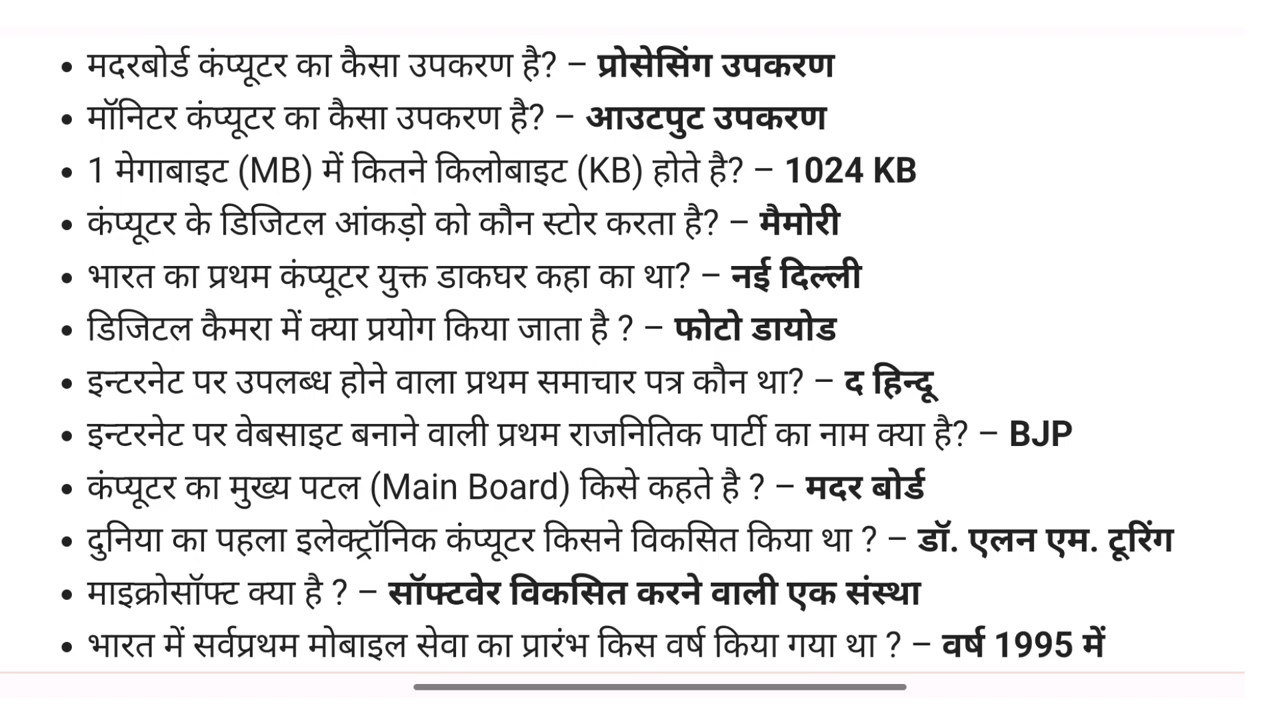 • मदरबोर्ड कंप्यूटर का कैसा उपकरण है? – प्रोसेसिंग उपकरण
• मॉनिटर कंप्यूटर का कैसा उपकरण है? – आउटपुट उपकरण
• 1 मेगाबाइट (MB) में कितने किलोबाइट (KB) होते है? – 1024 KB
• कंप्यूटर के डिजिटल आंकड़ो को कौन स्टोर करता है? – मैमोरी
• भारत का प्रथम कंप्यूटर युक्त डाकघर कहा का था? – नई दिल्ली
• डिजिटल कैमरा में क्या प्रयोग किया जाता है ? – फोटो डायोड
• इन्टरनेट पर उपलब्ध होने वाला प्रथम समाचार पत्र कौन था? – द हिन्दू
• इन्टरनेट पर वेबसाइट बनाने वाली प्रथम राजनितिक पार्टी का नाम क्या है? – BJP
• कंप्यूटर का मुख्य पटल (Main Board) किसे कहते है ? – मदर बोर्ड
• दुनिया का पहला इलेक्ट्रॉनिक कंप्यूटर किसने विकसित किया था ? – डॉ. एलन एम. टूरिंग
• माइक्रोसॉफ्ट क्या है ? – सॉफ्टवेर विकसित करने वाली एक संस्था
• भारत में सर्वप्रथम मोबाइल सेवा का प्रारंभ किस वर्ष किया गया था ? – वर्ष 1995 में